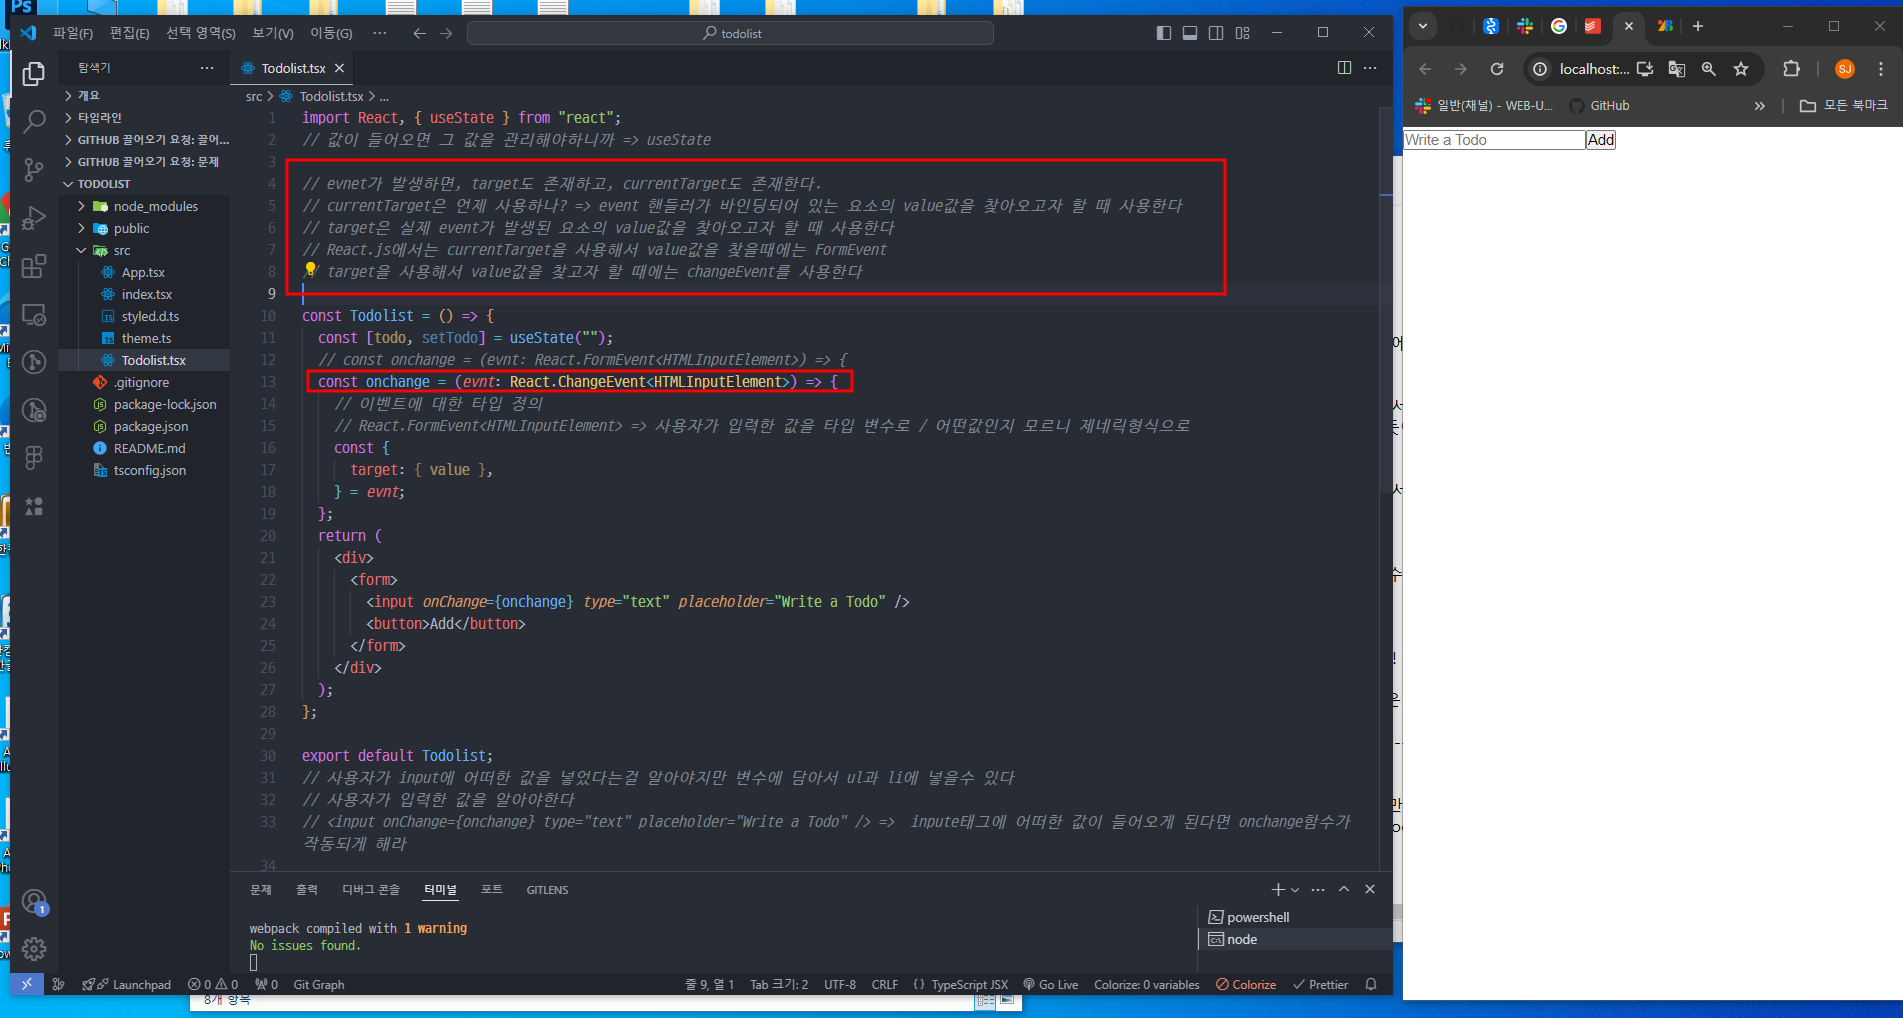 파일(F) 편집(E) 선택 영역(S) 보기(V) 이동(G) ··· todolist
탐색기 ···
Todolist.tsx
개요
타임라인
GITHUB 끌어오기 요청: 끌어...
GITHUB 끌어오기 요청: 문제
TODOLIST
node_modules
public
src
App.tsx
index.tsx
styled.d.ts
theme.ts
Todolist.tsx
.gitignore
package-lock.json
package.json
README.md
tsconfig.json
src > Todolist.tsx > ...
1 import React, { useState } from "react";
2 // 값이 들어오면 그 값을 관리해야하니까 => useState
3
4 // evnet가 발생하면, target도 존재하고, currentTarget도 존재한다.
5 // currentTarget은 언제 사용하나? => event 핸들러가 바인딩되어 있는 요소의 value값을 찾아오고자 할 때 사용한다
6 // target은 실제 event가 발생된 요소의 value값을 찾아오고자 할 때 사용한다
7 // React.js에서는 currentTarget을 사용해서 value값을 찾을때에는 FormEvent
8 // target을 사용해서 value값을 찾고자 할 때에는 changeEvent를 사용한다
9
10 const Todolist = () => {
11 const [todo, setTodo] = useState("");
12 // const onchange = (evnt: React.FormEvent<HTMLInputElement>) => {
13 const onchange = (evnt: React.ChangeEvent<HTMLInputElement>) => {
14 // 이벤트에 대한 타입 정의
15 // React.FormEvent<HTMLInputElement> => 사용자가 입력한 값을 타입 변수로 / 어떤값인지 모르니 제네릭형식으로
16 const {
17 target: { value },
18 } = evnt;
19 };
20 return (
21 <div>
22 <form>
23 <input onChange={onchange} type="text" placeholder="Write a Todo" />
24 <button>Add</button>
25 </form>
26 </div>
27 );
28 };
29
30 export default Todolist;
31 // 사용자가 input에 어떠한 값을 넣었다는걸 알아야지만 변수에 담아서 ul과 li에 넣을수 있다
32 // 사용자가 입력한 값을 알아야한다
33 // <input onChange={onchange} type="text" placeholder="Write a Todo" /> => inpute태그에 어떠한 값이 들어오게 된다면 onchange함수가
작동되게 해라
34
문제 출력 디버그 콘솔 터미널 포트 GITLENS
webpack compiled with 1 warning
No issues found.
powershell
node
1
Launchpad 0 0 0 Git Graph 줄 9, 열 1 Tab 크기: 2 UTF-8 CRLF { } TypeScript JSX Go Live Colorize: 0 variables Colorize Prettier
8개 항목
localhost:... SJ
일반(채널) - WEB-U... GitHub » 모든 북마크
Write a Todo Add
Ps